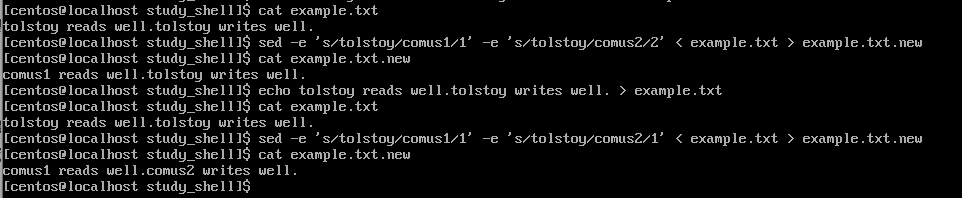 [centos@localhost study_shell]$ cat example.txt
tolstoy reads well.tolstoy writes well.
[centos@localhost study_shell]$ sed -e 's/tolstoy/comus1/1' -e 's/tolstoy/comus2/2' < example.txt > example.txt.new
[centos@localhost study_shell]$ cat example.txt.new
comus1 reads well.tolstoy writes well.
[centos@localhost study_shell]$ echo tolstoy reads well.tolstoy writes well. > example.txt
[centos@localhost study_shell]$ cat example.txt
tolstoy reads well.tolstoy writes well.
[centos@localhost study_shell]$ sed -e 's/tolstoy/comus1/1' -e 's/tolstoy/comus2/1' < example.txt > example.txt.new
[centos@localhost study_shell]$ cat example.txt.new
comus1 reads well.comus2 writes well.
[centos@localhost study_shell]$